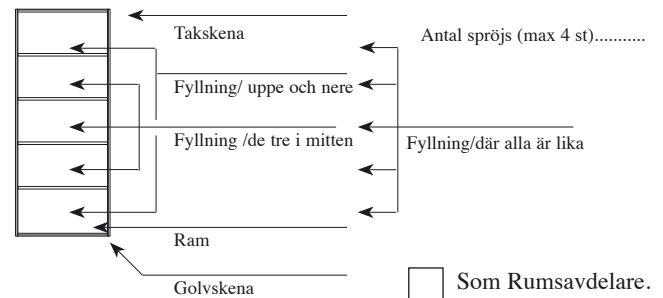 Takskena
Antal spröjs (max 4 st)...........
Fyllning/ uppe och nere
Fyllning /de tre i mitten
Fyllning/där alla är lika
Ram
Golvskena
Som Rumsavdelare.